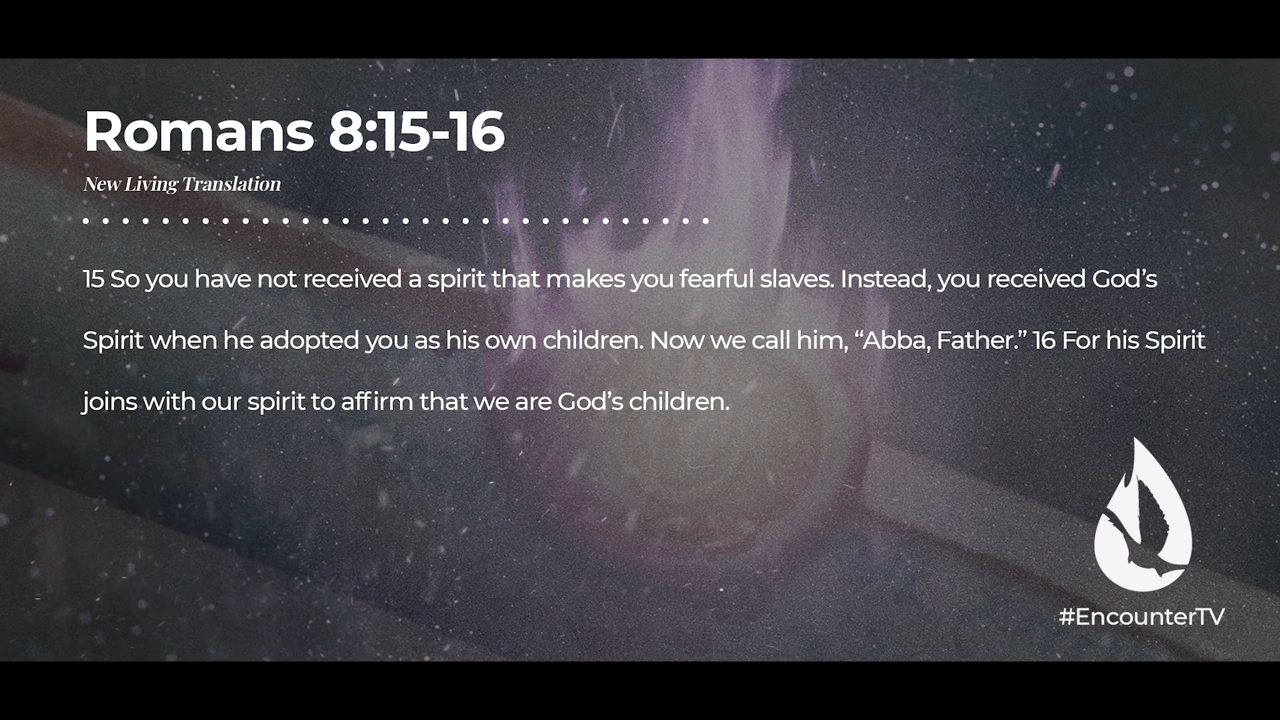 Romans 8:15-16
New Living Translation
15 So you have not received a spirit that makes you fearful slaves. Instead, you received God’s
Spirit when he adopted you as his own children. Now we call him, “Abba, Father.” 16 For his Spirit
joins with our spirit to affirm that we are God’s children.
#EncounterTV